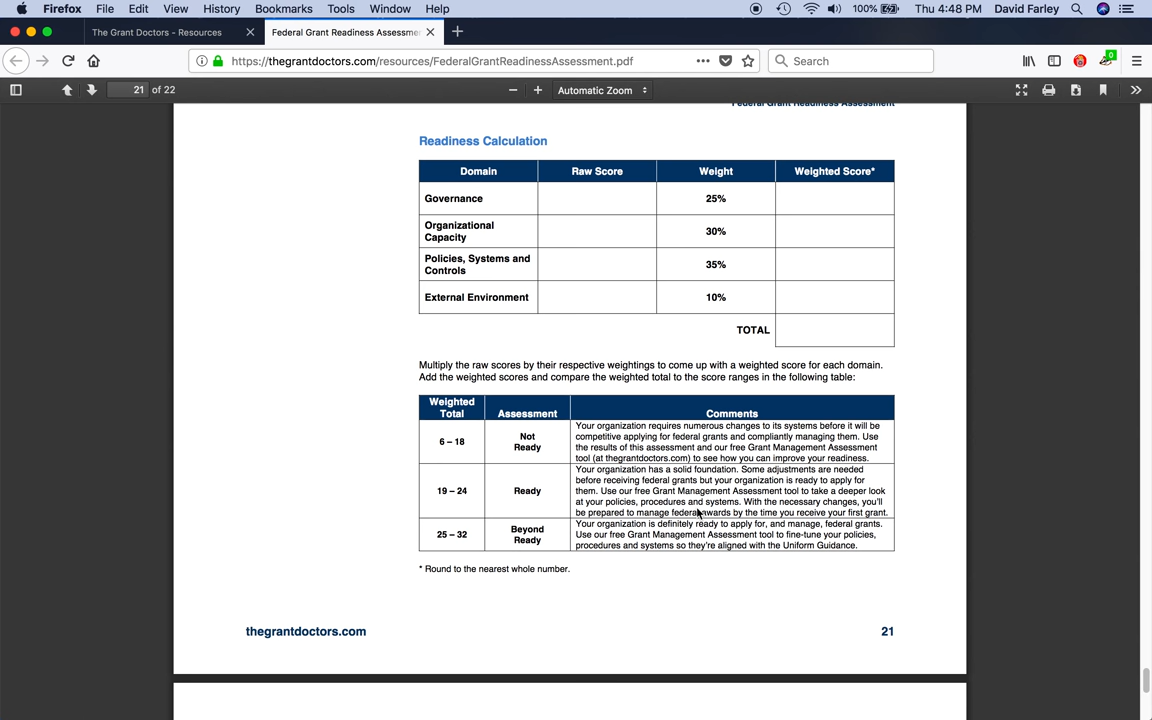 Firefox File Edit View History Bookmarks Tools Window Help 100% Thu 4:48 PM David Farley
The Grant Doctors - Resources Federal Grant Readiness Assessme
https://thegrantdoctors.com/resources/FederalGrantReadinessAssessment.pdf Search 0
21 of 22 Automatic Zoom
Federal Grant Readiness Assessment
Readiness Calculation
Domain Raw Score Weight Weighted Score*
Governance 25%
Organizational
Capacity 30%
Policies, Systems and
Controls 35%
External Environment 10%
TOTAL
Multiply the raw scores by their respective weightings to come up with a weighted score for each domain.
Add the weighted scores and compare the weighted total to the score ranges in the following table:
Weighted
Total Assessment Comments
6 – 18
Not
Ready
Your organization requires numerous changes to its systems before it will be
competitive applying for federal grants and compliantly managing them. Use
the results of this assessment and our free Grant Management Assessment
tool (at thegrantdoctors.com) to see how you can improve your readiness.
19 – 24
Ready
Your organization has a solid foundation. Some adjustments are needed
before receiving federal grants but your organization is ready to apply for
them. Use our free Grant Management Assessment tool to take a deeper look
at your policies, procedures and systems. With the necessary changes, you'll
be prepared to manage federal awards by the time you receive your first grant.
25 – 32
Beyond
Ready
Your organization is definitely ready to apply for, and manage, federal grants.
Use our free Grant Management Assessment tool to fine-tune your policies,
procedures and systems so they're aligned with the Uniform Guidance.
* Round to the nearest whole number.
thegrantdoctors.com 21